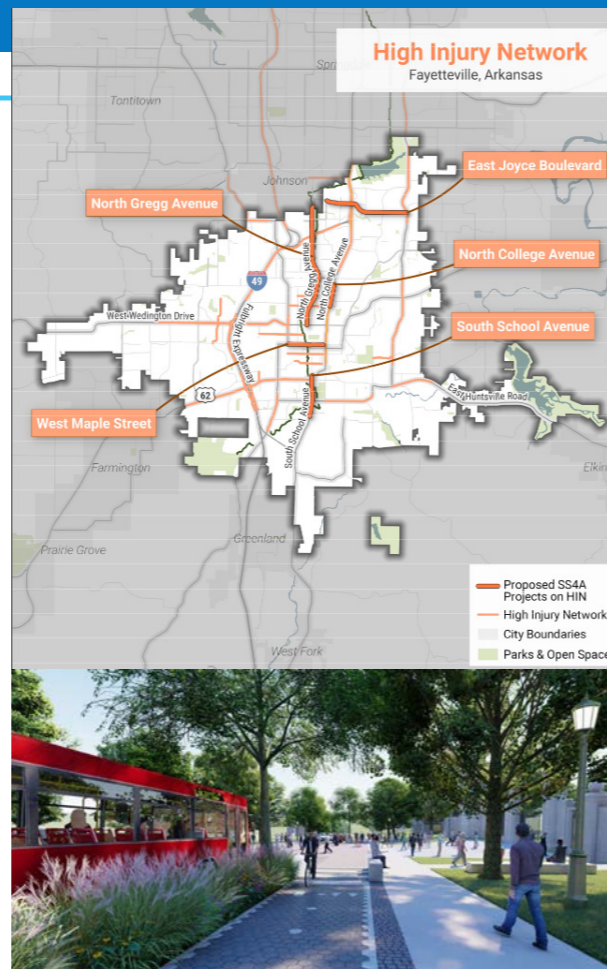 High Injury Network
Fayetteville, Arkansas
Tontitown
Johnson
East Joyce Boulevard
North Gregg Avenue
North College Avenue
49
North Gregg Avenue
North College Avenue
West Wedington Drive
Fulbright Expressway
South School Avenue
62
East Huntsville Road
West Maple Street
South School Avenue
Farmington
Elkin
Greenland
Prairie Grove
West Fork
Proposed SS4A
Projects on HIN
High Injury Network
City Boundaries
Parks & Open Space